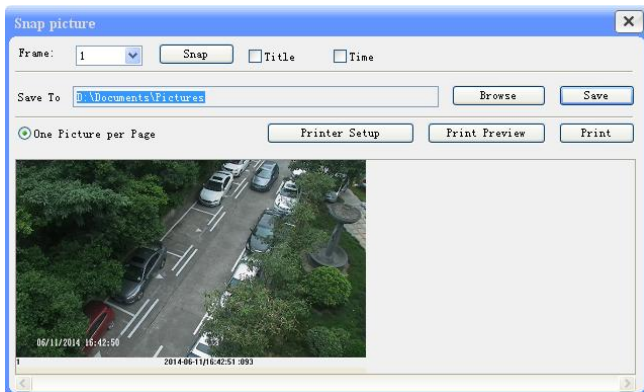 Snap picture
Frame: 1 Snap Title Time
Save To D:\Documents\Pictures Browse Save
One Picture per Page Printer Setup Print Preview Print
06/11/2014 16:42:50
1 2014-06-11/16:42:51 :093